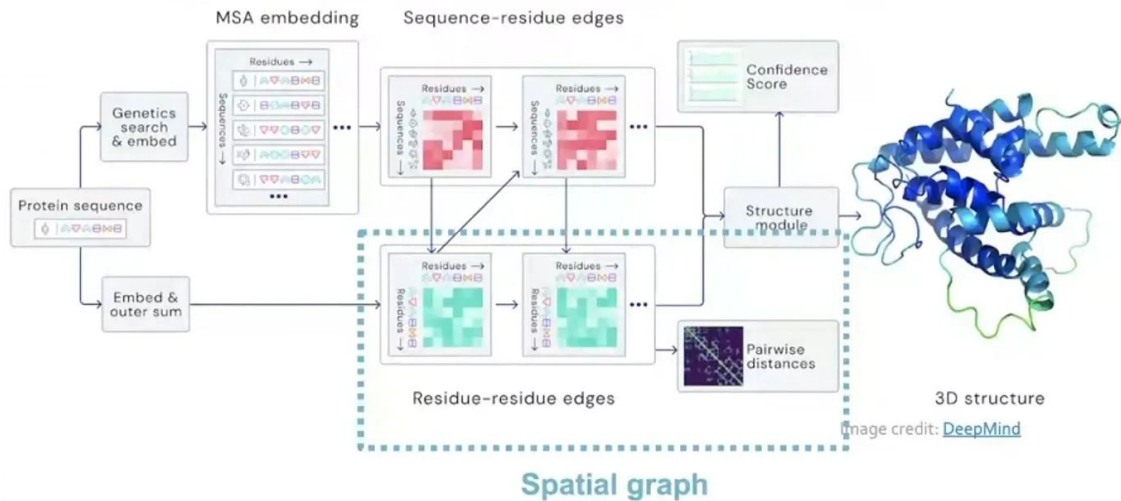 MSA embedding
Sequence-residue edges
Residues →
Sequences →
Genetics
search
& embed
Protein sequence
Embed &
outer sum
Residues →
Sequences →
Residues →
Sequences →
Confidence
Score
Structure
module
Residues →
Residues →
Residues →
Residues →
Pairwise
distances
Residue-residue edges
3D structure
Image credit: DeepMind
Spatial graph